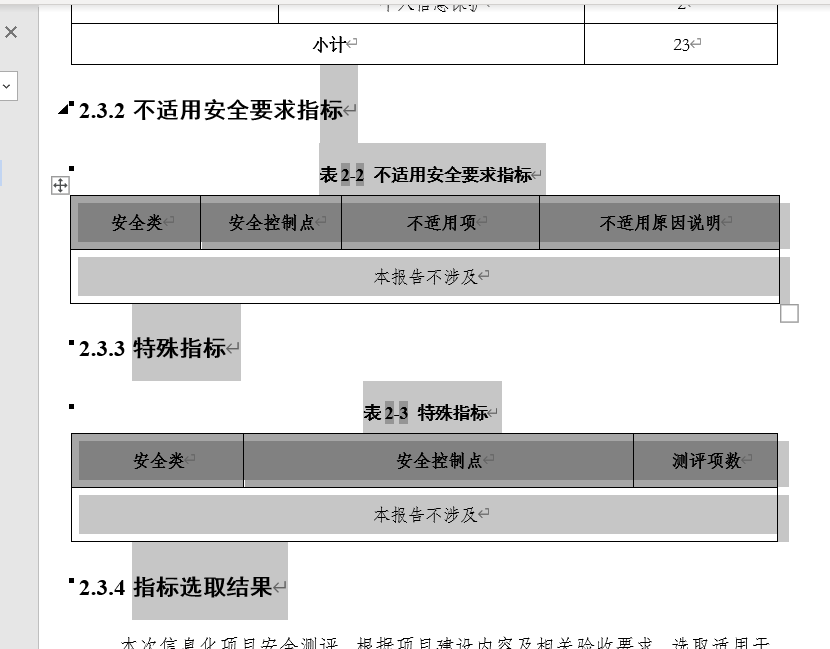 个人信息保护 2
小计 23
2.3.2 不适用安全要求指标
表 2-2 不适用安全要求指标
安全类 安全控制点 不适用项 不适用原因说明
本报告不涉及
2.3.3 特殊指标
表 2-3 特殊指标
安全类 安全控制点 测评项数
本报告不涉及
2.3.4 指标选取结果
本次信息化项目安全测评，根据项目建设内容及相关验收要求，选取适用于